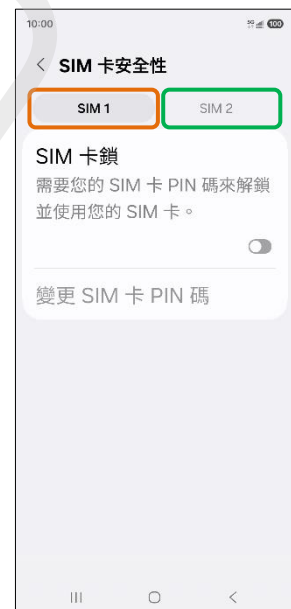 10:00 5G 100
SIM 卡安全性
SIM 1 SIM 2
SIM 卡鎖
需要您的 SIM 卡 PIN 碼來解鎖
並使用您的 SIM 卡。
變更 SIM 卡 PIN 碼